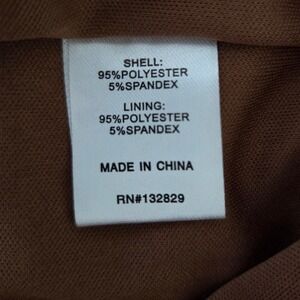 SHELL:
95%POLYESTER
5%SPANDEX
LINING:
95%POLYESTER
5%SPANDEX
MADE IN CHINA
RN#132829